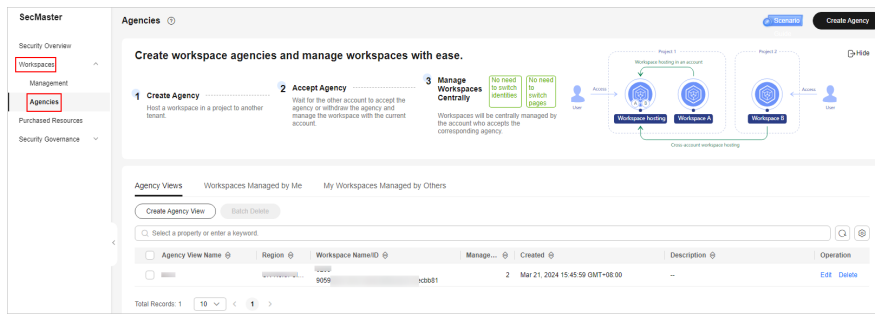 SecMaster
Agencies
Scenario
Create Agency
Security Overview
Workspaces
Management
Agencies
Purchased Resources
Security Governance
Create workspace agencies and manage workspaces with ease.
Hide
1 Create Agency
Host a workspace in a project to another
tenant.
2 Accept Agency
Wait for the other account to accept the
agency or withdraw the agency and
manage the workspace with the current
account.
3 Manage
Workspaces
Centrally
No need
to switch
identities
No need
to
switch
pages
Workspaces will be centrally managed by
the account who accepts the
corresponding agency.
Project 1
Project 2
Workspace hosting in an account
Access
User
A B
Workspace hosting
Workspace A
Workspace B
Access
User
Cross-account workspace hosting
Agency Views
Workspaces Managed by Me
My Workspaces Managed by Others
Create Agency View
Batch Delete
Select a property or enter a keyword.
Agency View Name
Region
Workspace Name/ID
Manage...
Created
Description
Operation
9059
ecbb81
2
Mar 21, 2024 15:45:59 GMT+08:00
--
Edit Delete
Total Records: 1
10
1